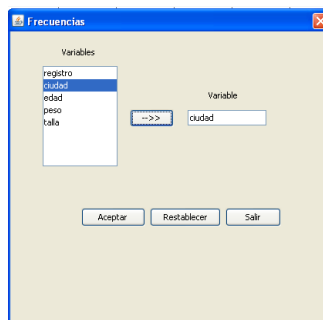 Frecuencias
Variables
registro
ciudad
edad
peso
talla
-->>
Variable
ciudad
Aceptar
Restablecer
Salir